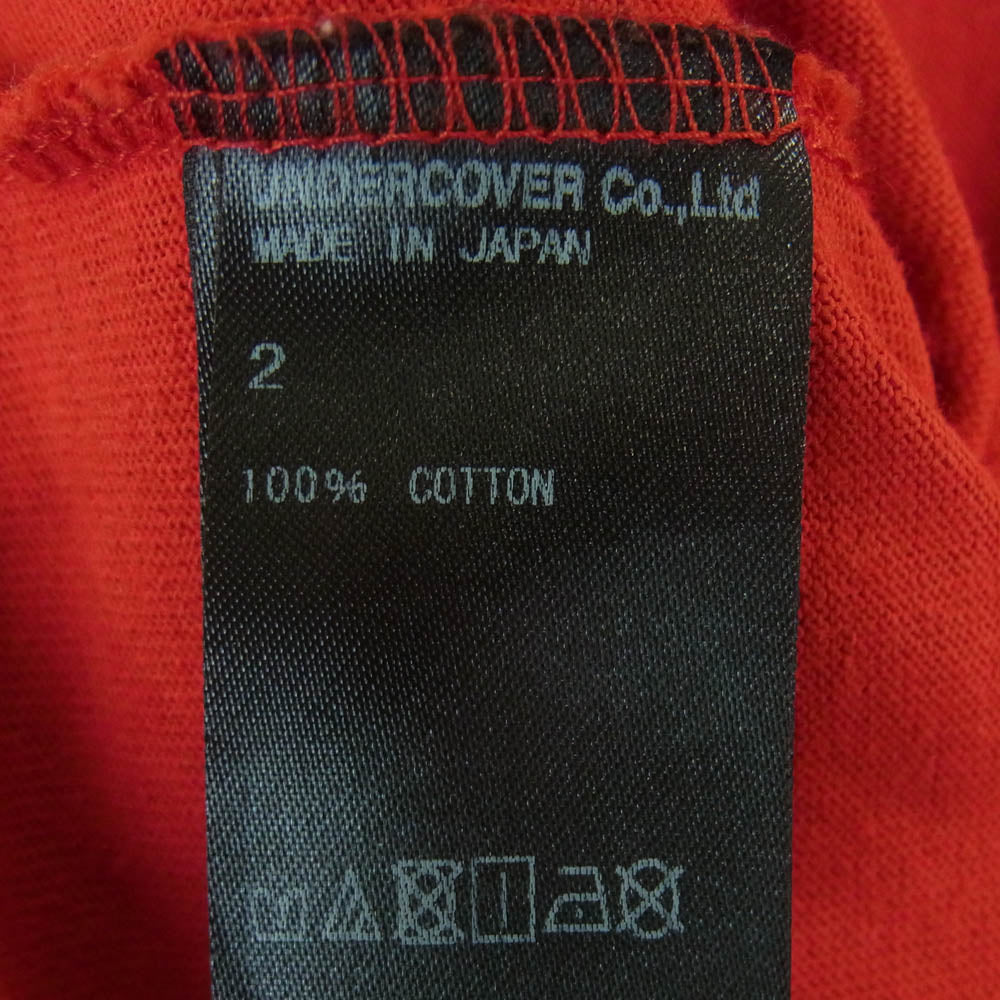 UNDERCOVER Co.,Ltd
MADE IN JAPAN
2
100% COTTON